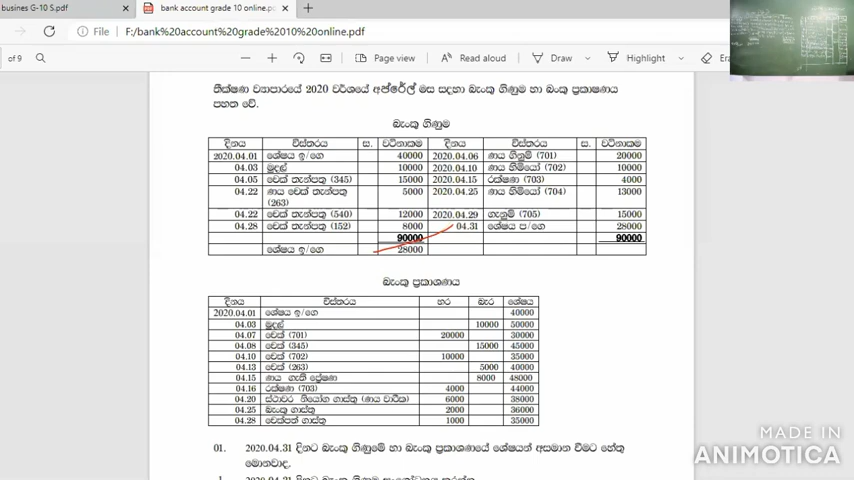 busines G-10 S.pdf
bank account grade 10 online.p
File F:/bank%20account%20grade%2010%20online.pdf
of 9 Page view Read aloud Draw Highlight
තීක්ෂණ ව්‍යාපාරයේ 2020 වර්ශයේ අප්රේල් මස සඳහා බැංකු ගිණුම හා බංකු ප්‍රකාෂණය
පහත වේ.
බැංකු ගිණුම
දිනය විස්තරය ස. වටිනාකම දිනය විස්තරය ස. වටිනාකම
2020.04.01 ශේෂය ඉ/ගෙ 40000 2020.04.06 ණය ගිනුම් (701) 20000
04.03 මුදල් 10000 2020.04.10 ණය හිමියෝ (702) 10000
04.05 චෙක් තැන්පතු (345) 15000 2020.04.15 රක්ෂණ (703) 4000
04.22 ණය චෙක් තැන්පතු (263) 5000 2020.04.25 ණය හිමියෝ (704) 13000
04.22 චෙක් තැන්පතු (540) 12000 2020.04.29 ගැනුම් (705) 15000
04.28 චෙක් තැන්පතු (152) 8000 04.31 ශේෂය ප/ගෙ 28000
90000 90000
ශේෂය ඉ/ගෙ 28000
බැංකු ප්‍රකාශණය
දිනය විස්තරය හර බැර ශේෂය
2020.04.01 ශේෂය ඉ/ගෙ 40000
04.03 මුදල් 10000 50000
04.07 චෙක් (701) 20000 30000
04.08 චෙක් (345) 15000 45000
04.10 චෙක් (702) 10000 35000
04.13 චෙක් (263) 5000 40000
04.15 ණය ගැති ප්‍රේෂණ 8000 48000
04.16 රක්ෂණ (703) 4000 44000
04.20 ස්ථාවර නියෝග ගාස්තු (ණය වාරික) 6000 38000
04.25 බැංකු ගාස්තු 2000 36000
04.28 චෙක්පත් ගාස්තු 1000 35000
01. 2020.04.31 දිනට බැංකු ගිණුමේ හා බැංකු ප්‍රකාශණයේ ශේෂයන් අසමාන වීමට හේතු
මොනවාද,
MADE IN
ANIMOTICA